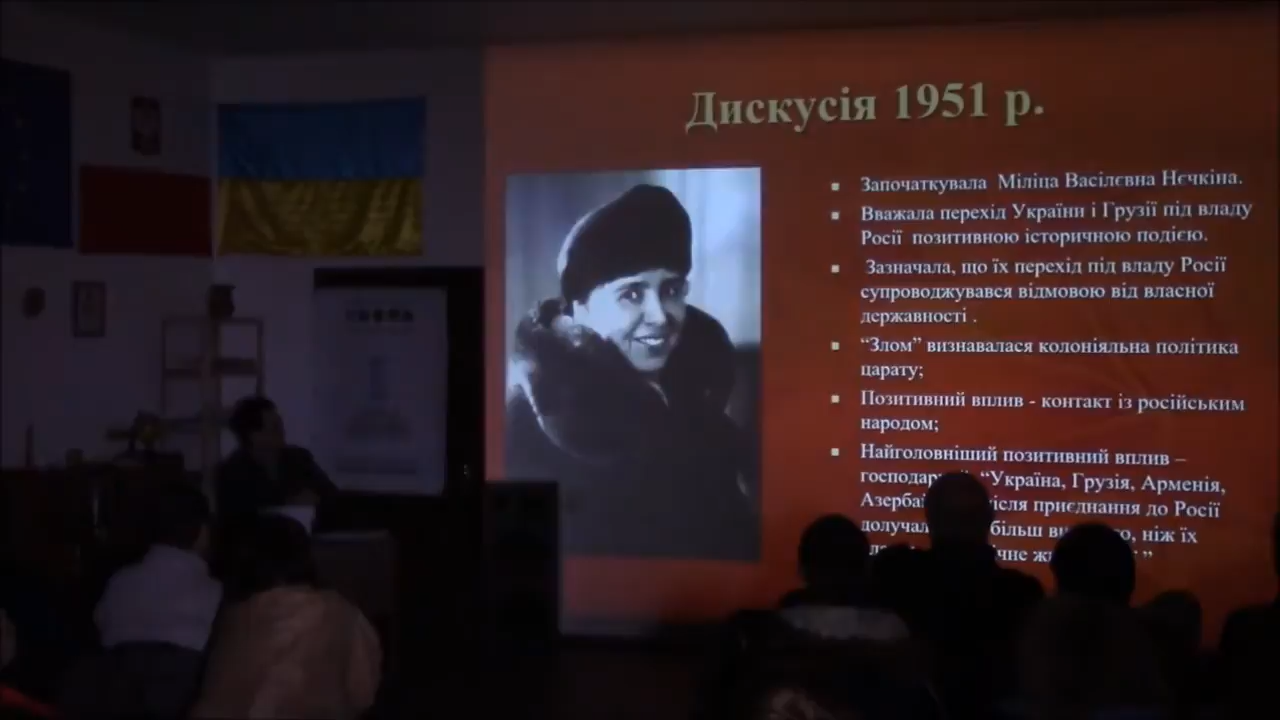 Дискусія 1951 р.
Започаткувала Міліца Васілєвна Нєчкіна.
Вважала перехід України і Грузії під владу
Росії позитивною історичною подією.
Зазначала, що їх перехід під владу Росії
супроводжувався відмовою від власної
державності .
“Злом” визнавалася колоніяльна політика
царату;
Позитивний вплив - контакт із російським
народом;
Найголовніший позитивний вплив –
“Україна, Грузія, Арменія,
приєднання до Росії
більш ніж їх